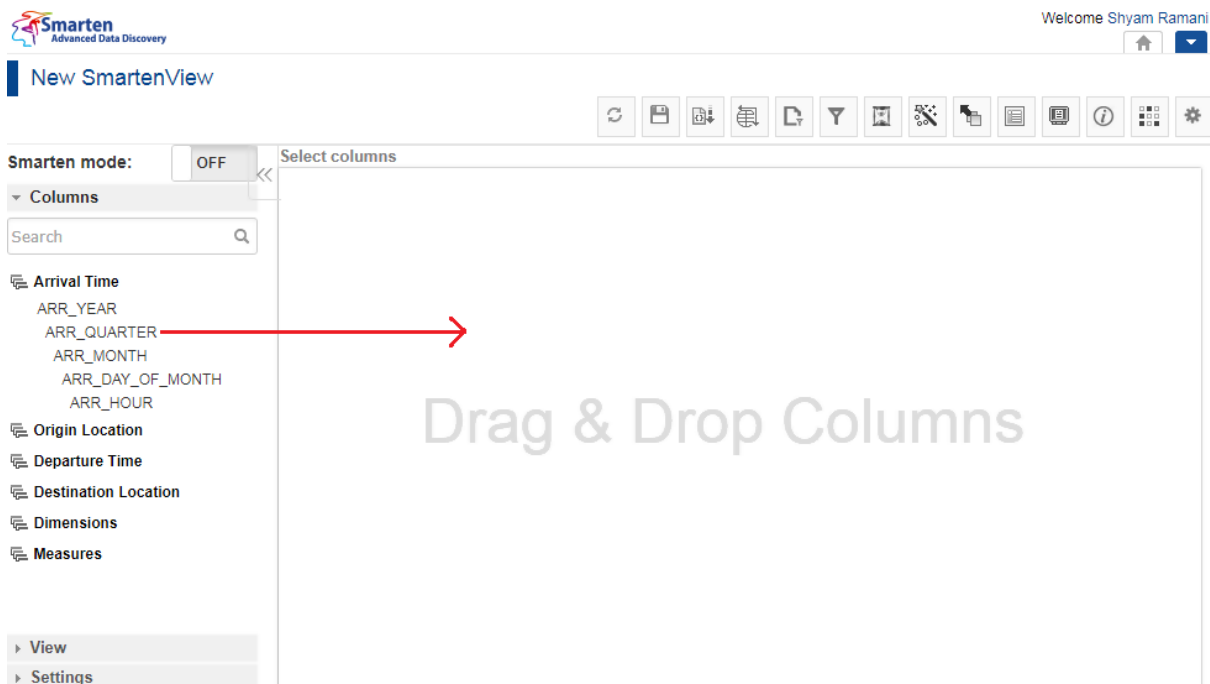 Smarten
Advanced Data Discovery
Welcome Shyam Ramani
New SmartenView
Smarten mode:
OFF
Select columns
Columns
Search
Arrival Time
ARR_YEAR
ARR_QUARTER
ARR_MONTH
ARR_DAY_OF_MONTH
ARR_HOUR
Drag & Drop Columns
Origin Location
Departure Time
Destination Location
Dimensions
Measures
View
Settings